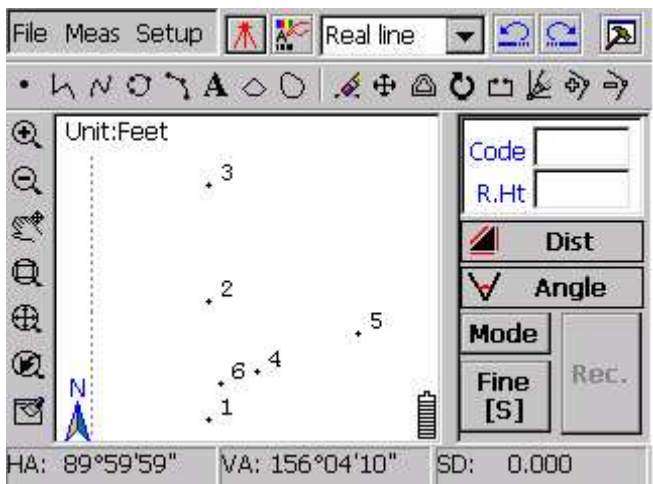 File Meas Setup Real line
A
Unit:Feet
Code
R.Ht
3
Dist
2
Angle
5
Mode
6 4
Fine
[S]
Rec.
N
1
HA: 89°59'59" VA: 156°04'10" SD: 0.000